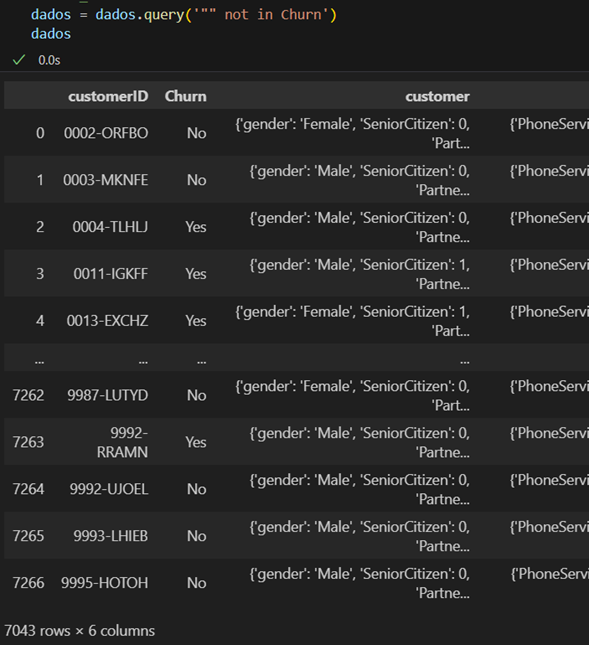 dados = dados.query('"" not in Churn')
dados
0.0s
customerID Churn customer
0 0002-ORFBO No {'gender': 'Female', 'SeniorCitizen': 0, 'Part... {'PhoneServi
1 0003-MKNFE No {'gender': 'Male', 'SeniorCitizen': 0, 'Partne... {'PhoneServi
2 0004-TLHLJ Yes {'gender': 'Male', 'SeniorCitizen': 0, 'Partne... {'PhoneServi
3 0011-IGKFF Yes {'gender': 'Male', 'SeniorCitizen': 1, 'Partne... {'PhoneServi
4 0013-EXCHZ Yes {'gender': 'Female', 'SeniorCitizen': 1, 'Part... {'PhoneServi
... ... ... ...
7262 9987-LUTYD No {'gender': 'Female', 'SeniorCitizen': 0, 'Part... {'PhoneServi
7263 9992-RRAMN Yes {'gender': 'Male', 'SeniorCitizen': 0, 'Partne... {'PhoneServi
7264 9992-UJOEL No {'gender': 'Male', 'SeniorCitizen': 0, 'Partne... {'PhoneServi
7265 9993-LHIEB No {'gender': 'Male', 'SeniorCitizen': 0, 'Partne... {'PhoneServi
7266 9995-HOTOH No {'gender': 'Male', 'SeniorCitizen': 0, 'Partne... {'PhoneServi
7043 rows × 6 columns